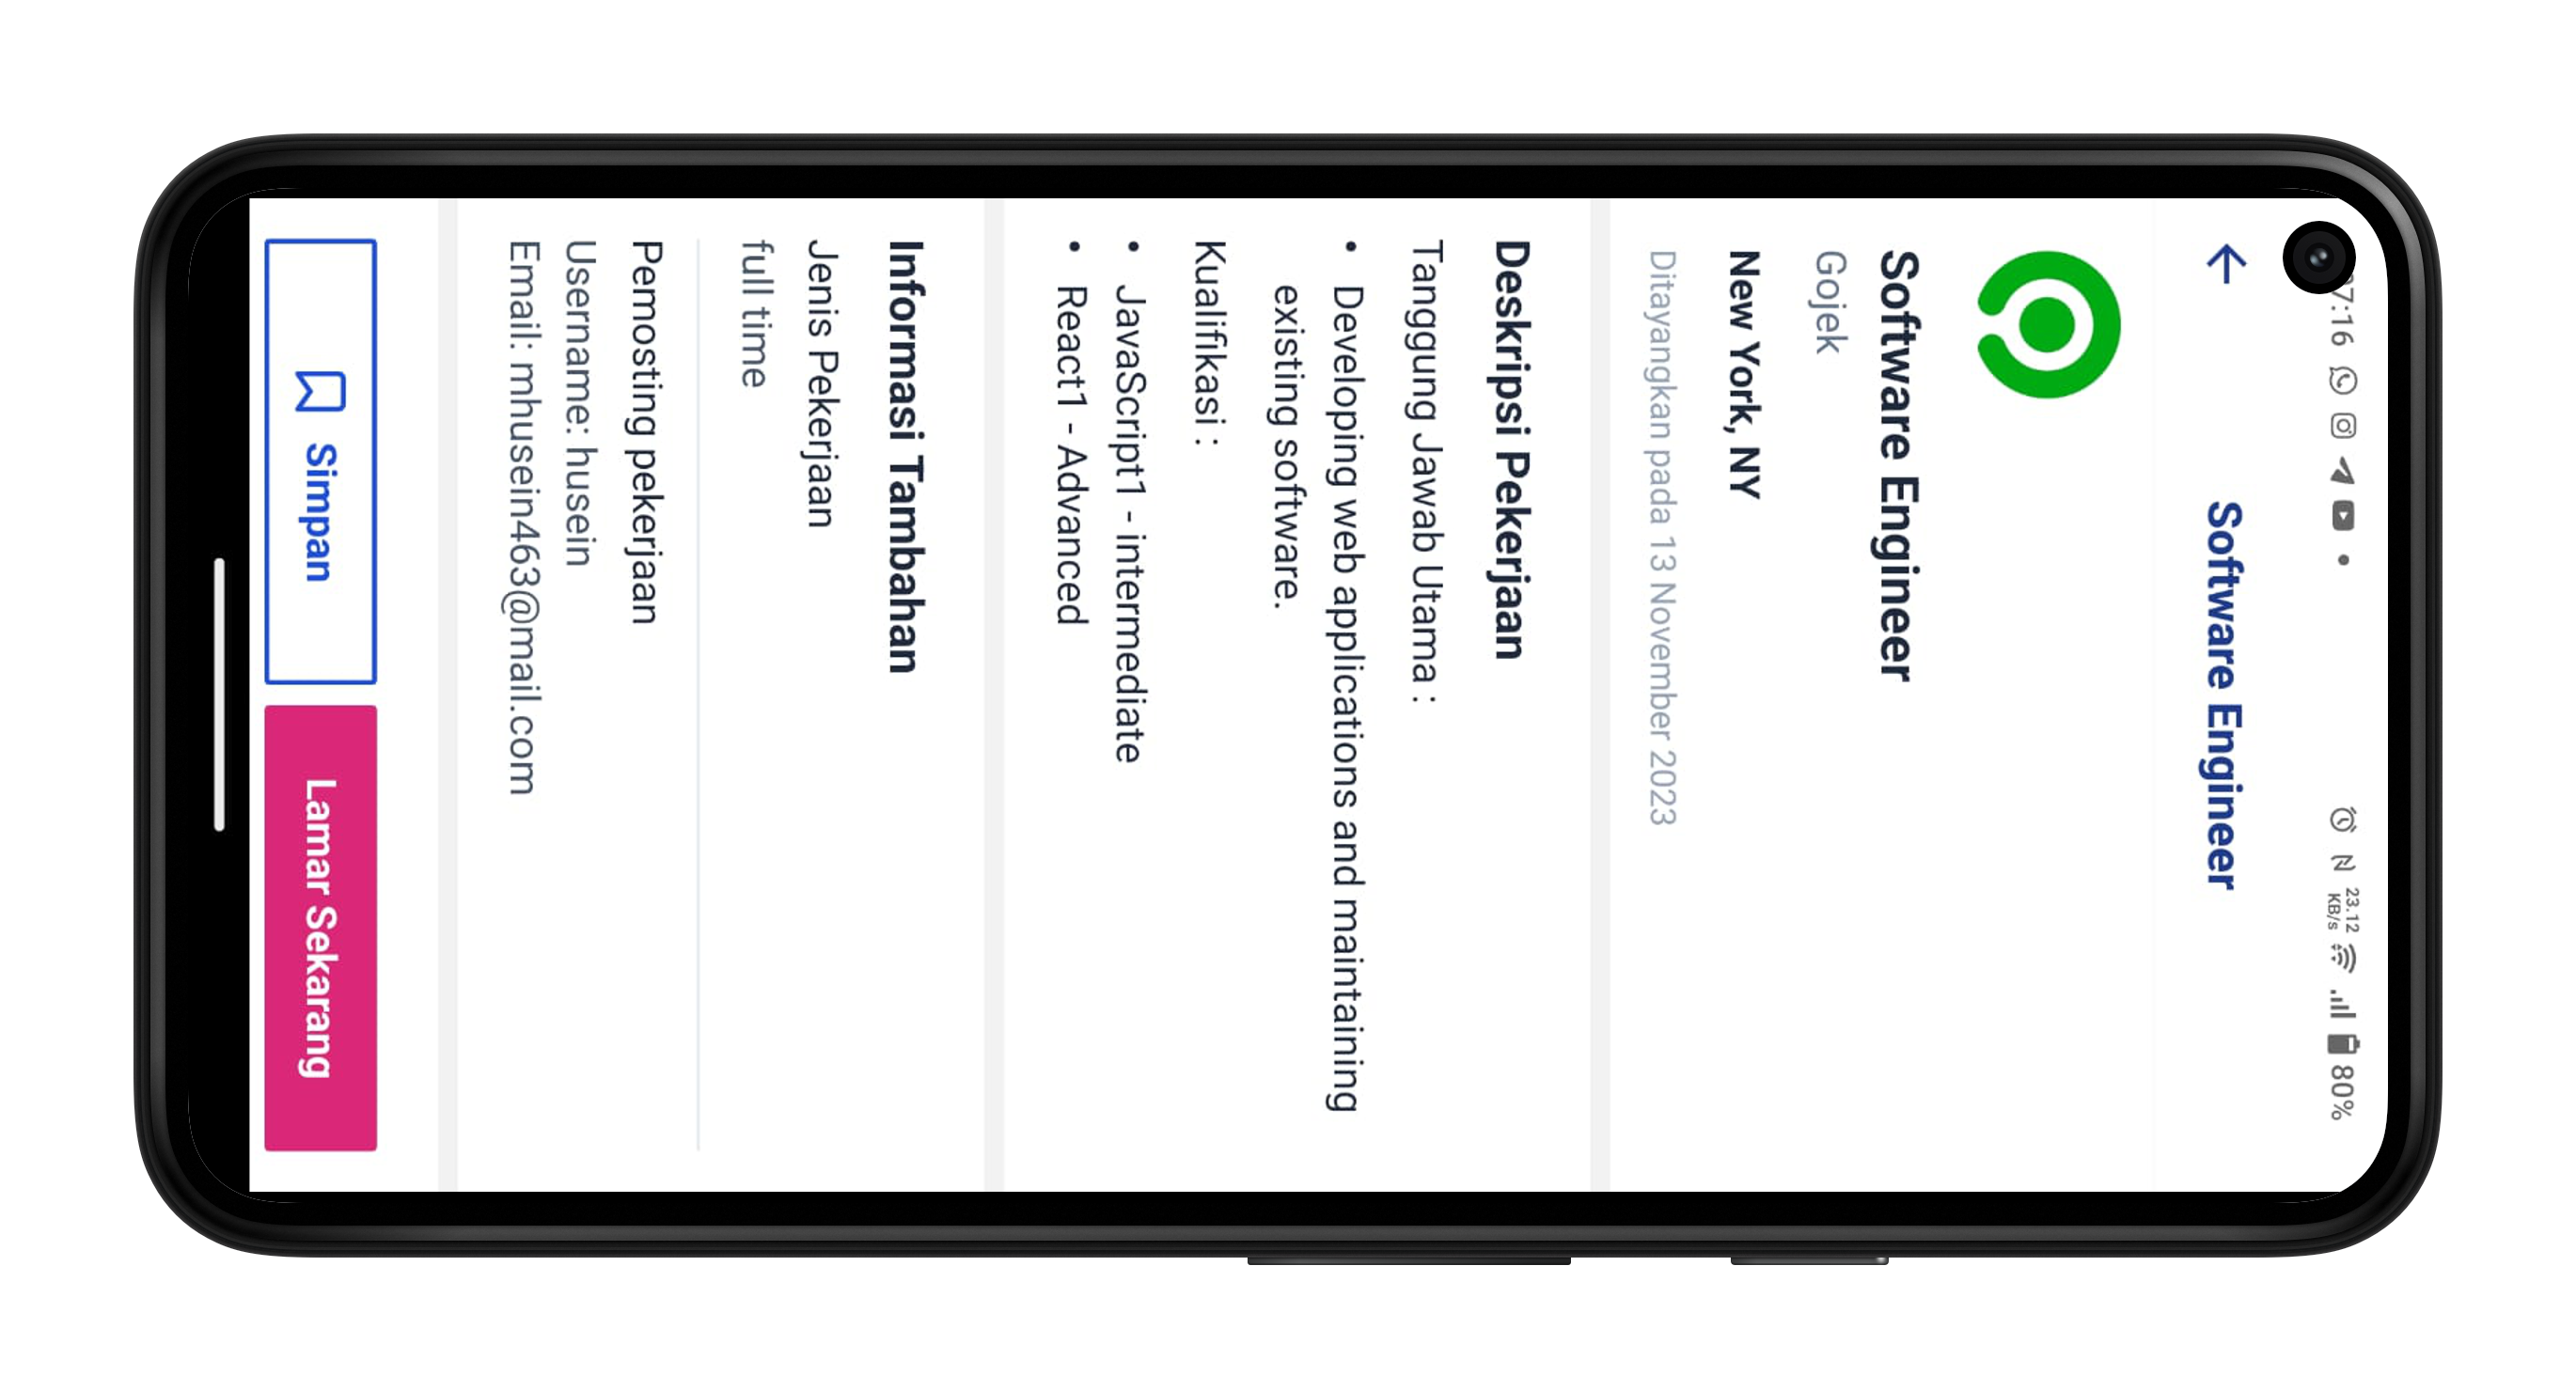 7:16
23.12
KB/s
80%
Software Engineer
Software Engineer
Gojek
New York, NY
Ditayangkan pada 13 November 2023
Deskripsi Pekerjaan
Tanggung Jawab Utama :
• Developing web applications and maintaining
existing software.
Kualifikasi :
• JavaScript1 - intermediate
• React1 - Advanced
Informasi Tambahan
Jenis Pekerjaan
full time
Pemosting pekerjaan
Username: husein
Email: mhusein463@mail.com
Simpan
Lamar Sekarang